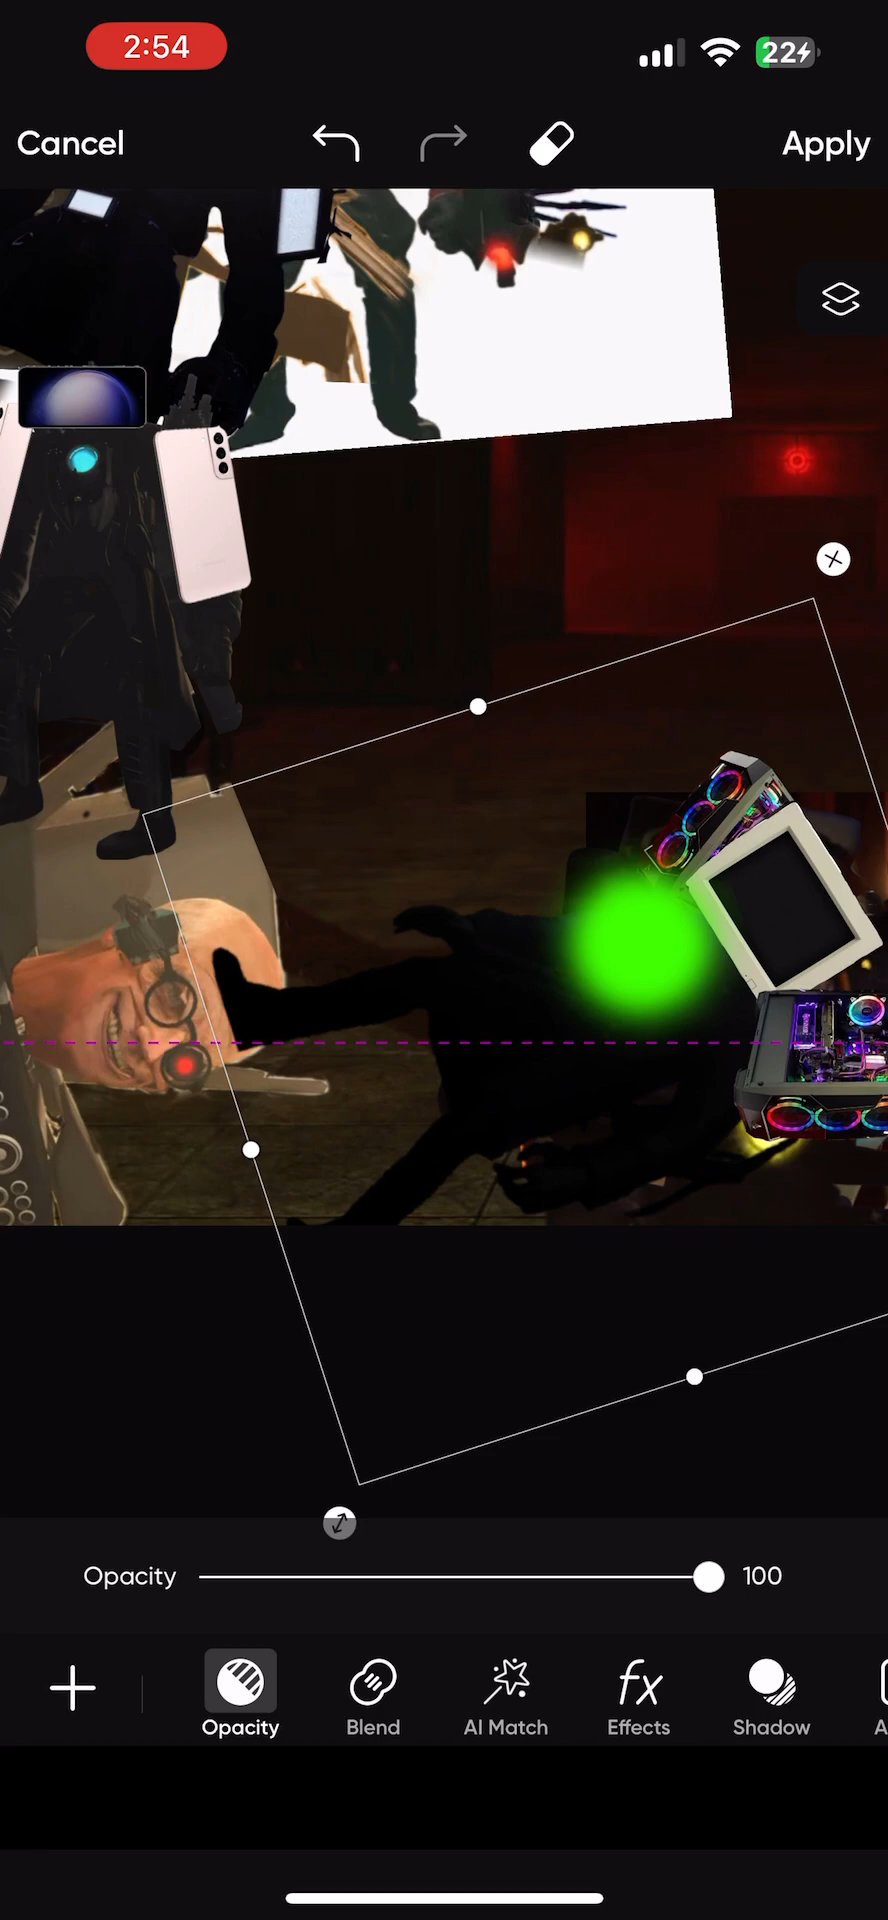 2:54
22
Cancel
Apply
Opacity
100
Opacity
Blend
AI Match
Effects
Shadow